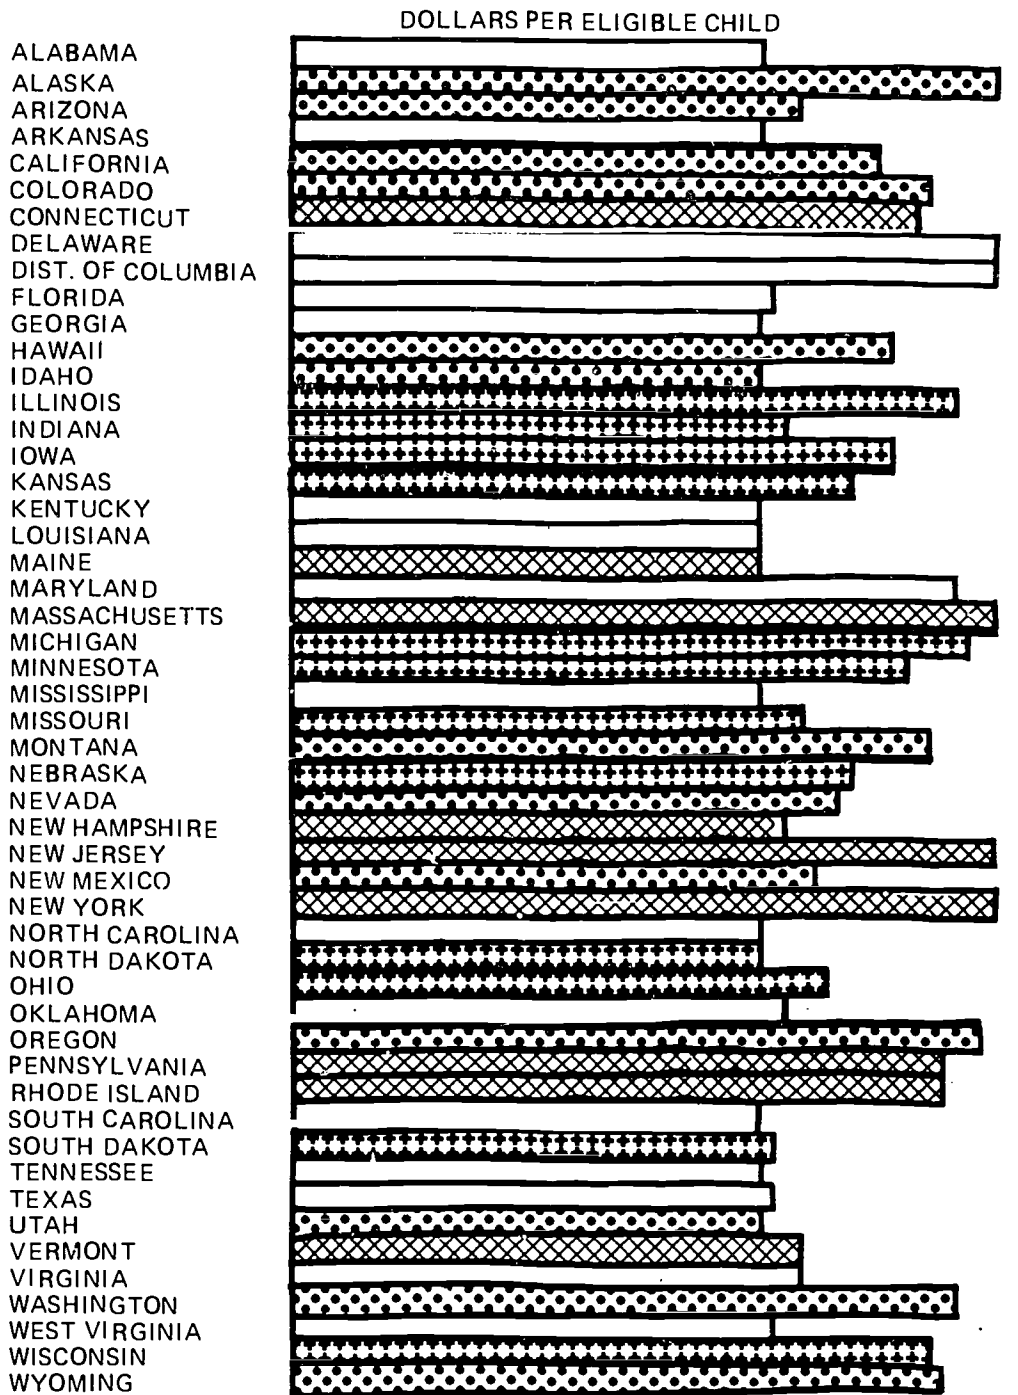 DOLLARS PER ELIGIBLE CHILD
ALABAMA
ALASKA
ARIZONA
ARKANSAS
CALIFORNIA
COLORADO
CONNECTICUT
DELAWARE
DIST. OF COLUMBIA
FLORIDA
GEORGIA
HAWAII
IDAHO
ILLINOIS
INDIANA
IOWA
KANSAS
KENTUCKY
LOUISIANA
MAINE
MARYLAND
MASSACHUSETTS
MICHIGAN
MINNESOTA
MISSISSIPPI
MISSOURI
MONTANA
NEBRASKA
NEVADA
NEW HAMPSHIRE
NEW JERSEY
NEW MEXICO
NEW YORK
NORTH CAROLINA
NORTH DAKOTA
OHIO
OKLAHOMA
OREGON
PENNSYLVANIA
RHODE ISLAND
SOUTH CAROLINA
SOUTH DAKOTA
TENNESSEE
TEXAS
UTAH
VERMONT
VIRGINIA
WASHINGTON
WEST VIRGINIA
WISCONSIN
WYOMING